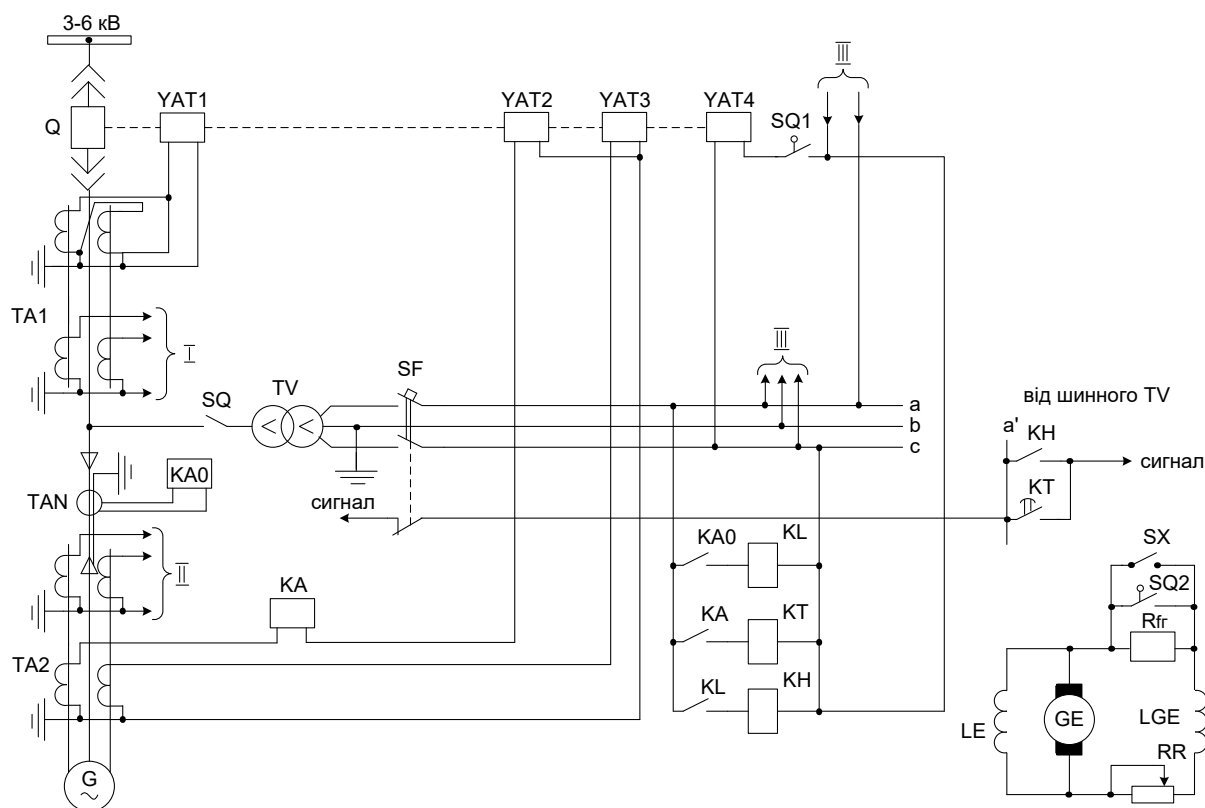 3-6 кВ
Q
YAT1
YAT2
YAT3
YAT4
SQ1
III
TA1
I
SQ
TV
SF
III
a
b
c
від шинного TV
a'
KH
сигнал
KT
TAN
KA0
сигнал
II
KA
KA0
KL
KA
KT
KL
KH
SX
SQ2
Rfг
TA2
LE
GE
LGE
RR
G
~